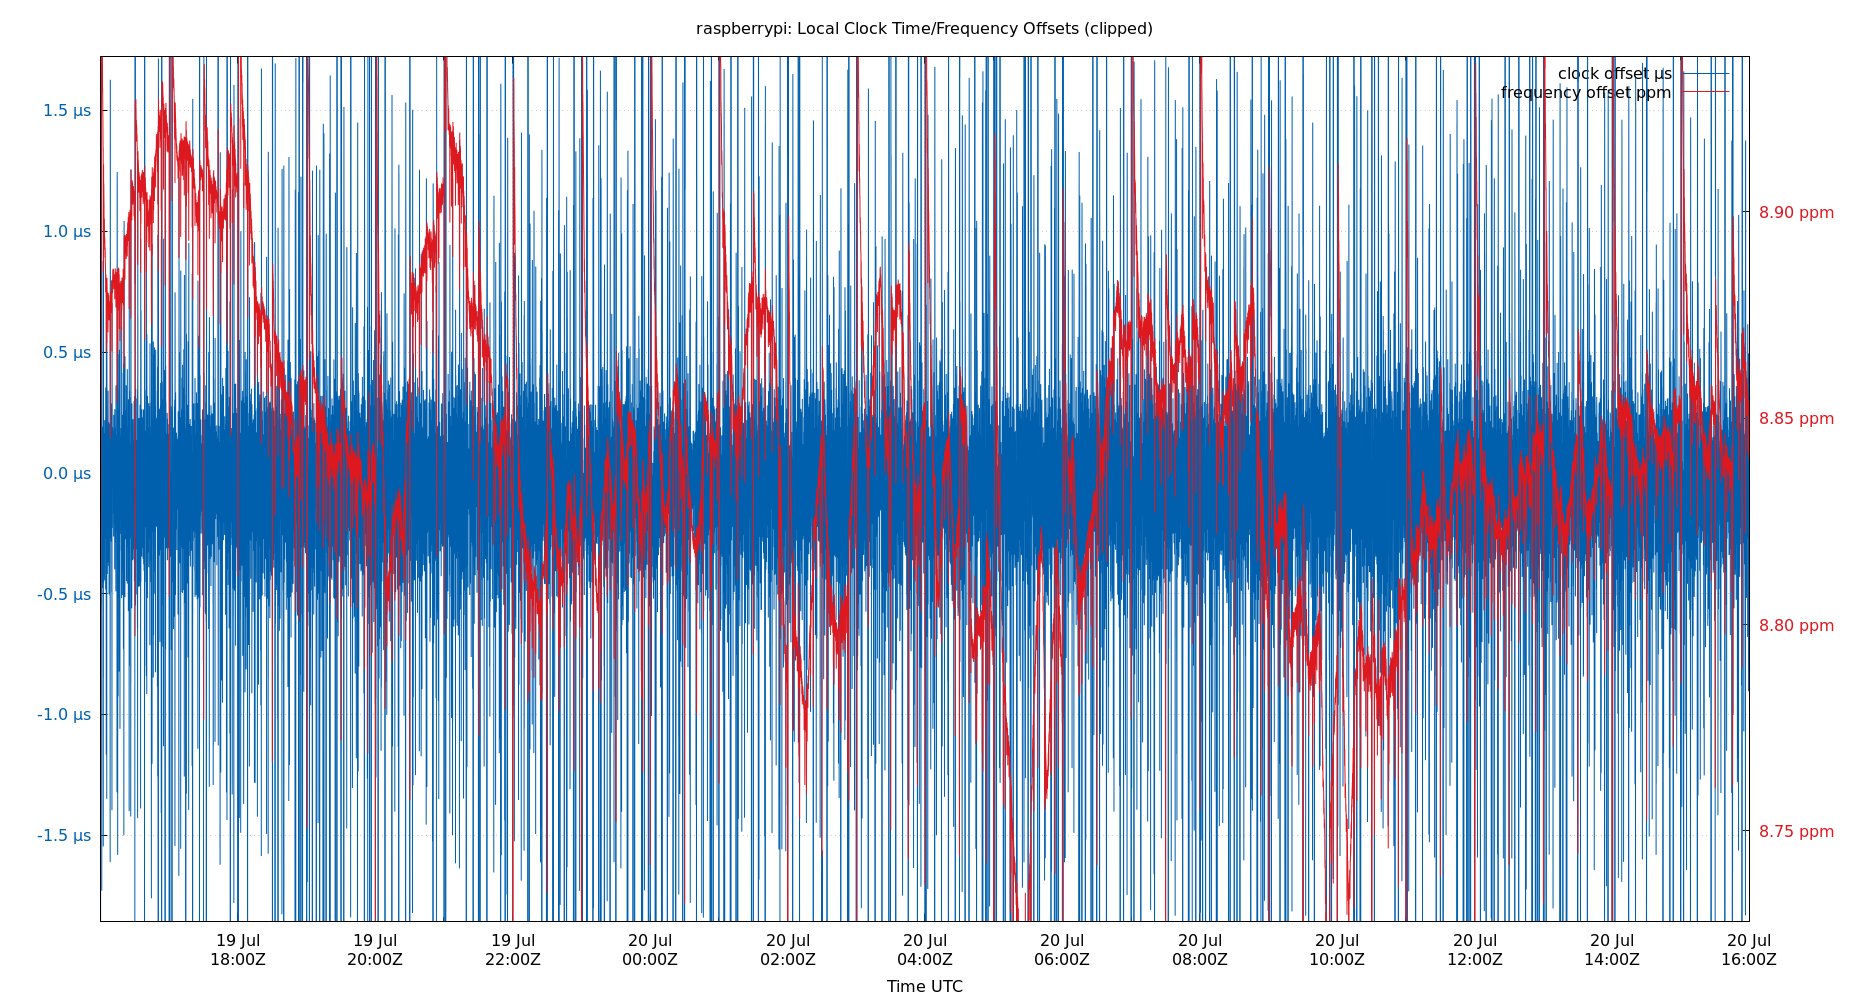 raspberrypi: Local Clock Time/Frequency Offsets (clipped)
clock offset µs
frequency offset ppm
1.5 µs
1.0 µs
0.5 µs
0.0 µs
-0.5 µs
-1.0 µs
-1.5 µs
8.90 ppm
8.85 ppm
8.80 ppm
8.75 ppm
19 Jul 19 Jul 19 Jul 20 Jul 20 Jul 20 Jul 20 Jul 20 Jul 20 Jul 20 Jul 20 Jul 20 Jul
18:00Z 20:00Z 22:00Z 00:00Z 02:00Z 04:00Z 06:00Z 08:00Z 10:00Z 12:00Z 14:00Z 16:00Z
Time UTC